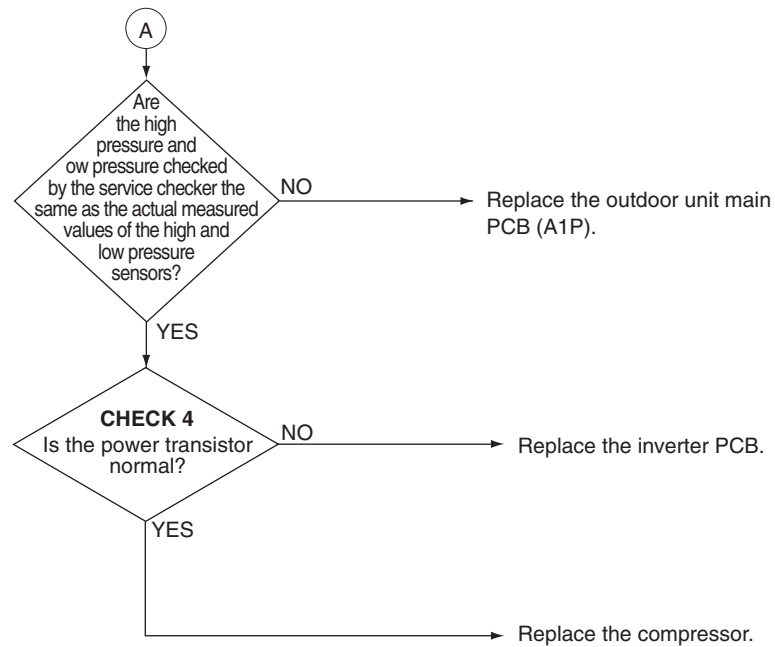 A
Are
the high
pressure and
ow pressure checked
by the service checker the
same as the actual measured
values of the high and
low pressure
sensors?
NO
Replace the outdoor unit main
PCB (A1P).
YES
CHECK 4
Is the power transistor
normal?
NO
Replace the inverter PCB.
YES
Replace the compressor.